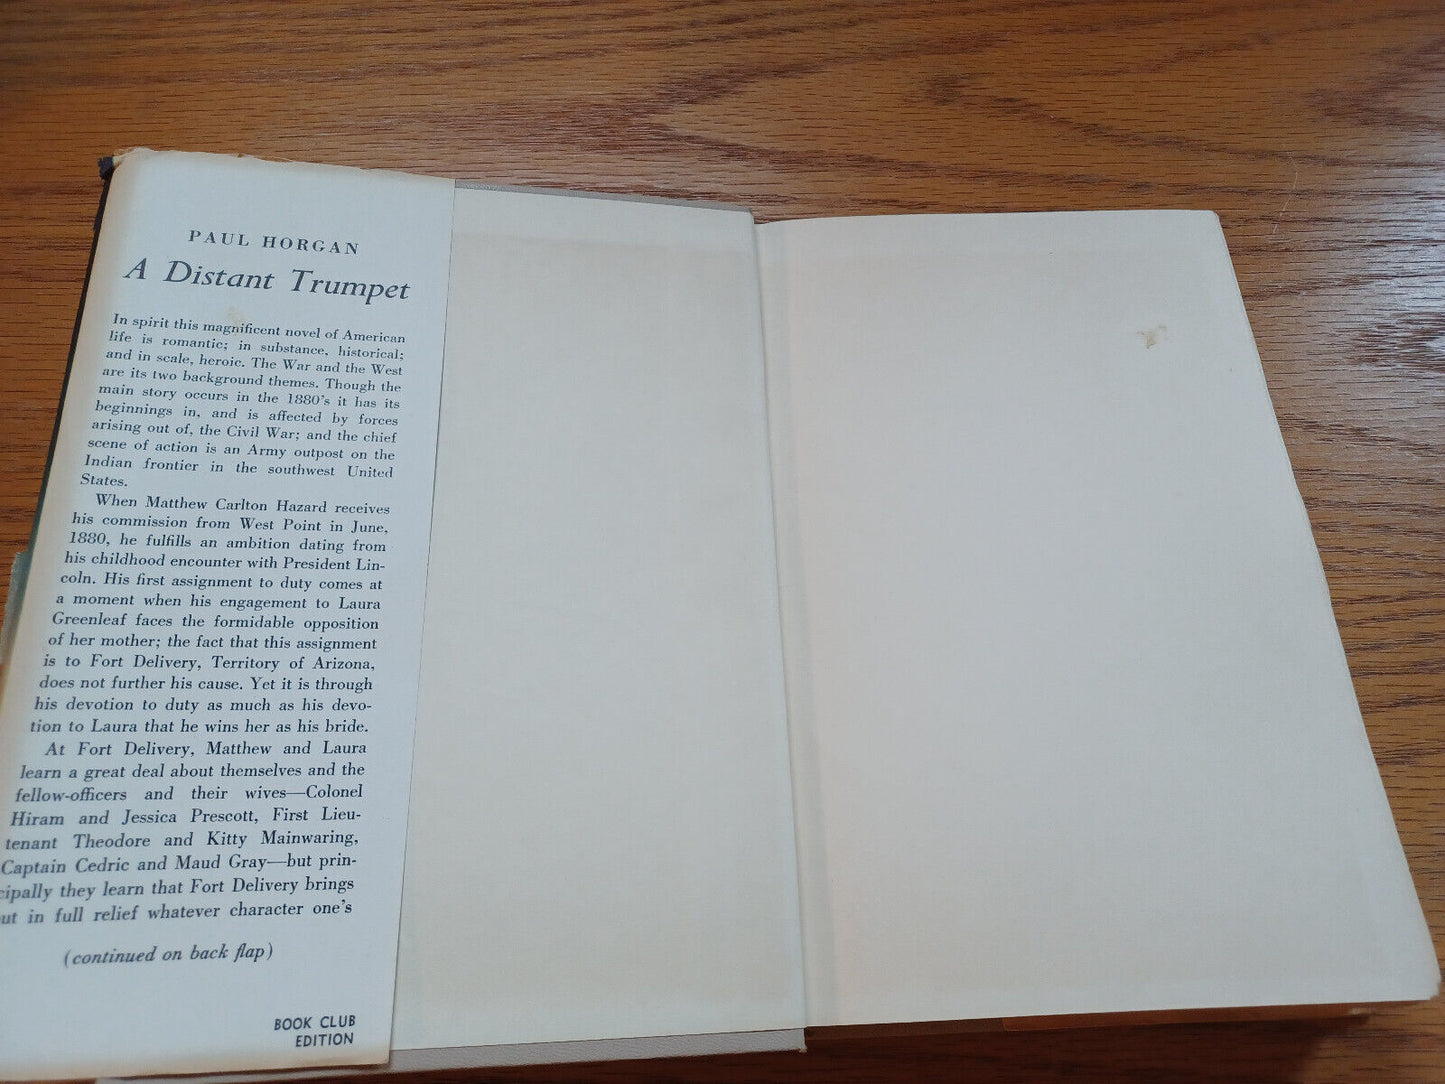 PAUL HORGAN
A Distant Trumpet
In spirit this magnificent novel of American
life is romantic; in substance, historical;
and in scale, heroic. The War and the West
are its two background themes. Though the
main story occurs in the 1880's it has its
beginnings in, and is affected by forces
arising out of, the Civil War; and the chief
scene of action is an Army outpost on the
Indian frontier in the southwest United
States.
When Matthew Carlton Hazard receives
his commission from West Point in June,
1880, he fulfills an ambition dating from
his childhood encounter with President Lin-
coln. His first assignment to duty comes at
a moment when his engagement to Laura
Greenleaf faces the formidable opposition
of her mother; the fact that this assignment
is to Fort Delivery, Territory of Arizona,
does not further his cause. Yet it is through
his devotion to duty as much as his devo-
tion to Laura that he wins her as his bride.
At Fort Delivery, Matthew and Laura
learn a great deal about themselves and the
fellow-officers and their wives—Colonel
Hiram and Jessica Prescott, First Lieu-
tenant Theodore and Kitty Mainwaring,
Captain Cedric and Maud Gray—but prin-
cipally they learn that Fort Delivery brings
ut in full relief whatever character one's
(continued on back flap)
BOOK CLUB
EDITION